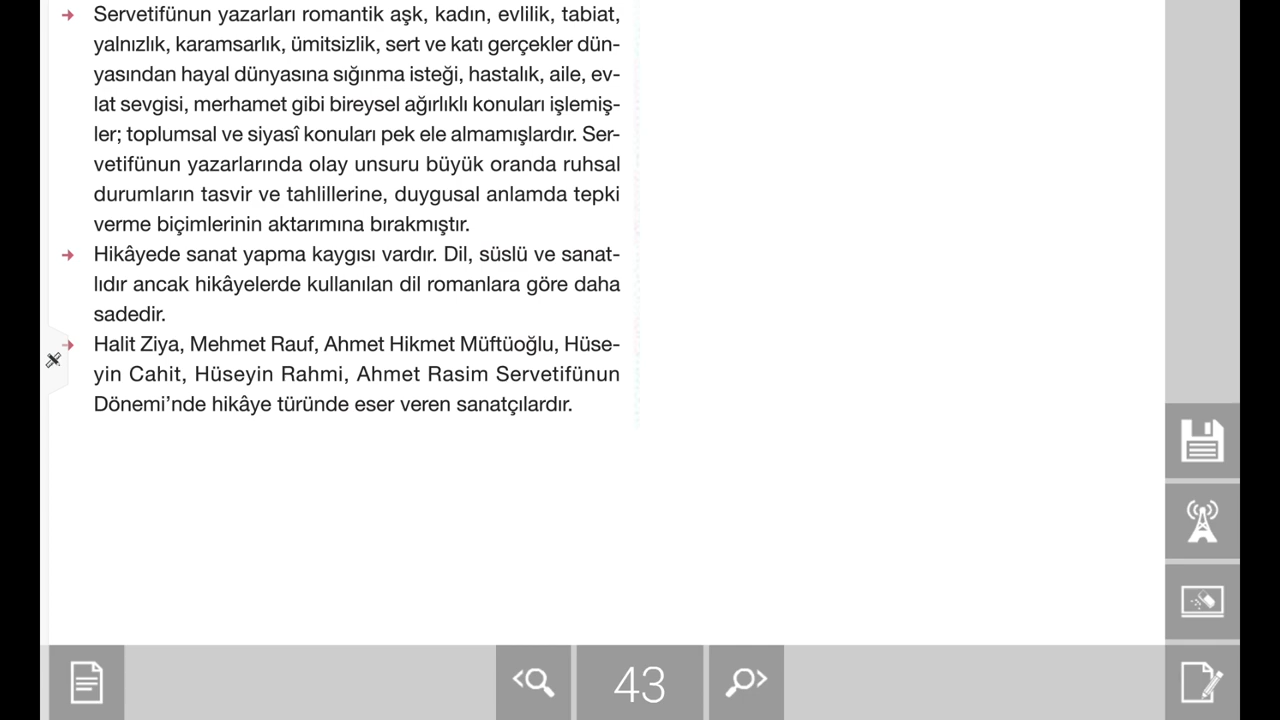 → Servetifünun yazarları romantik aşk, kadın, evlilik, tabiat,
yalnızlık, karamsarlık, ümitsizlik, sert ve katı gerçekler dün-
yasından hayal dünyasına sığınma isteği, hastalık, aile, ev-
lat sevgisi, merhamet gibi bireysel ağırlıklı konuları işlemiş-
ler; toplumsal ve siyasî konuları pek ele almamışlardır. Ser-
vetifünun yazarlarında olay unsuru büyük oranda ruhsal
durumların tasvir ve tahlillerine, duygusal anlamda tepki
verme biçimlerinin aktarımına bırakmıştır.
→ Hikâyede sanat yapma kaygısı vardır. Dil, süslü ve sanat-
lıdır ancak hikâyelerde kullanılan dil romanlara göre daha
sadedir.
→ Halit Ziya, Mehmet Rauf, Ahmet Hikmet Müftüoğlu, Hüse-
yin Cahit, Hüseyin Rahmi, Ahmet Rasim Servetifünun
Dönemi’nde hikâye türünde eser veren sanatçılardır.
43